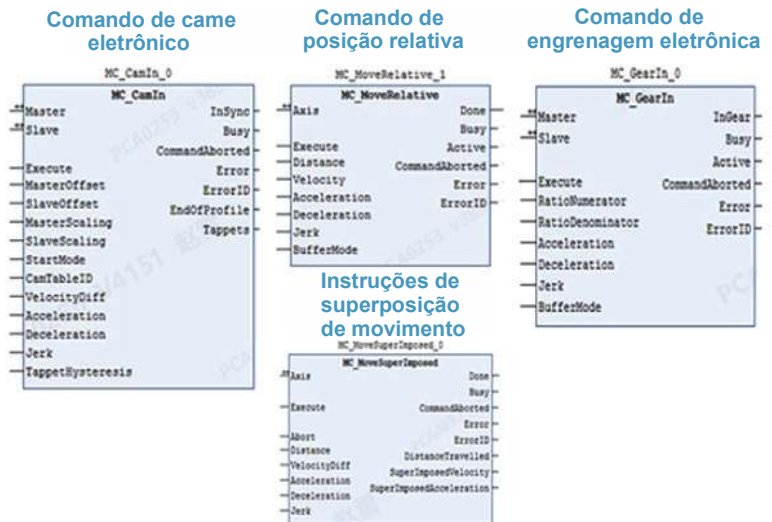 Comando de came
eletrônico
MC_CamIn_0
MC_CamIn
Master
InSync
Slave
Busy
CommandAborted
Execute
Error
MasterOffset
ErrorID
SlaveOffset
EndOfProfile
MasterScaling
Tappets
SlaveScaling
StartMode
CamTableID
VelocityDiff
Acceleration
Deceleration
Jerk
TappetHysteresis
Comando de
posição relativa
MC_MoveRelative_1
MC_MoveRelative
Axis
Done
Busy
Execute
Active
Distance
CommandAborted
Velocity
Error
Acceleration
ErrorID
Deceleration
Jerk
BufferMode
Instruções de
superposição
de movimento
MC_MoveSuperImposed_0
MC_MoveSuperImposed
Axis
Done
Busy
Execute
CommandAborted
Error
Abort
ErrorID
Distance
DistanceTravelled
VelocityDiff
SuperImposedVelocity
Acceleration
SuperImposedAcceleration
Deceleration
Jerk
Comando de
engrenagem eletrônica
MC_GearIn_0
MC_GearIn
Master
InGear
Slave
Busy
Active
Execute
CommandAborted
RatioNumerator
Error
RatioDenominator
ErrorID
Acceleration
Deceleration
Jerk
BufferMode